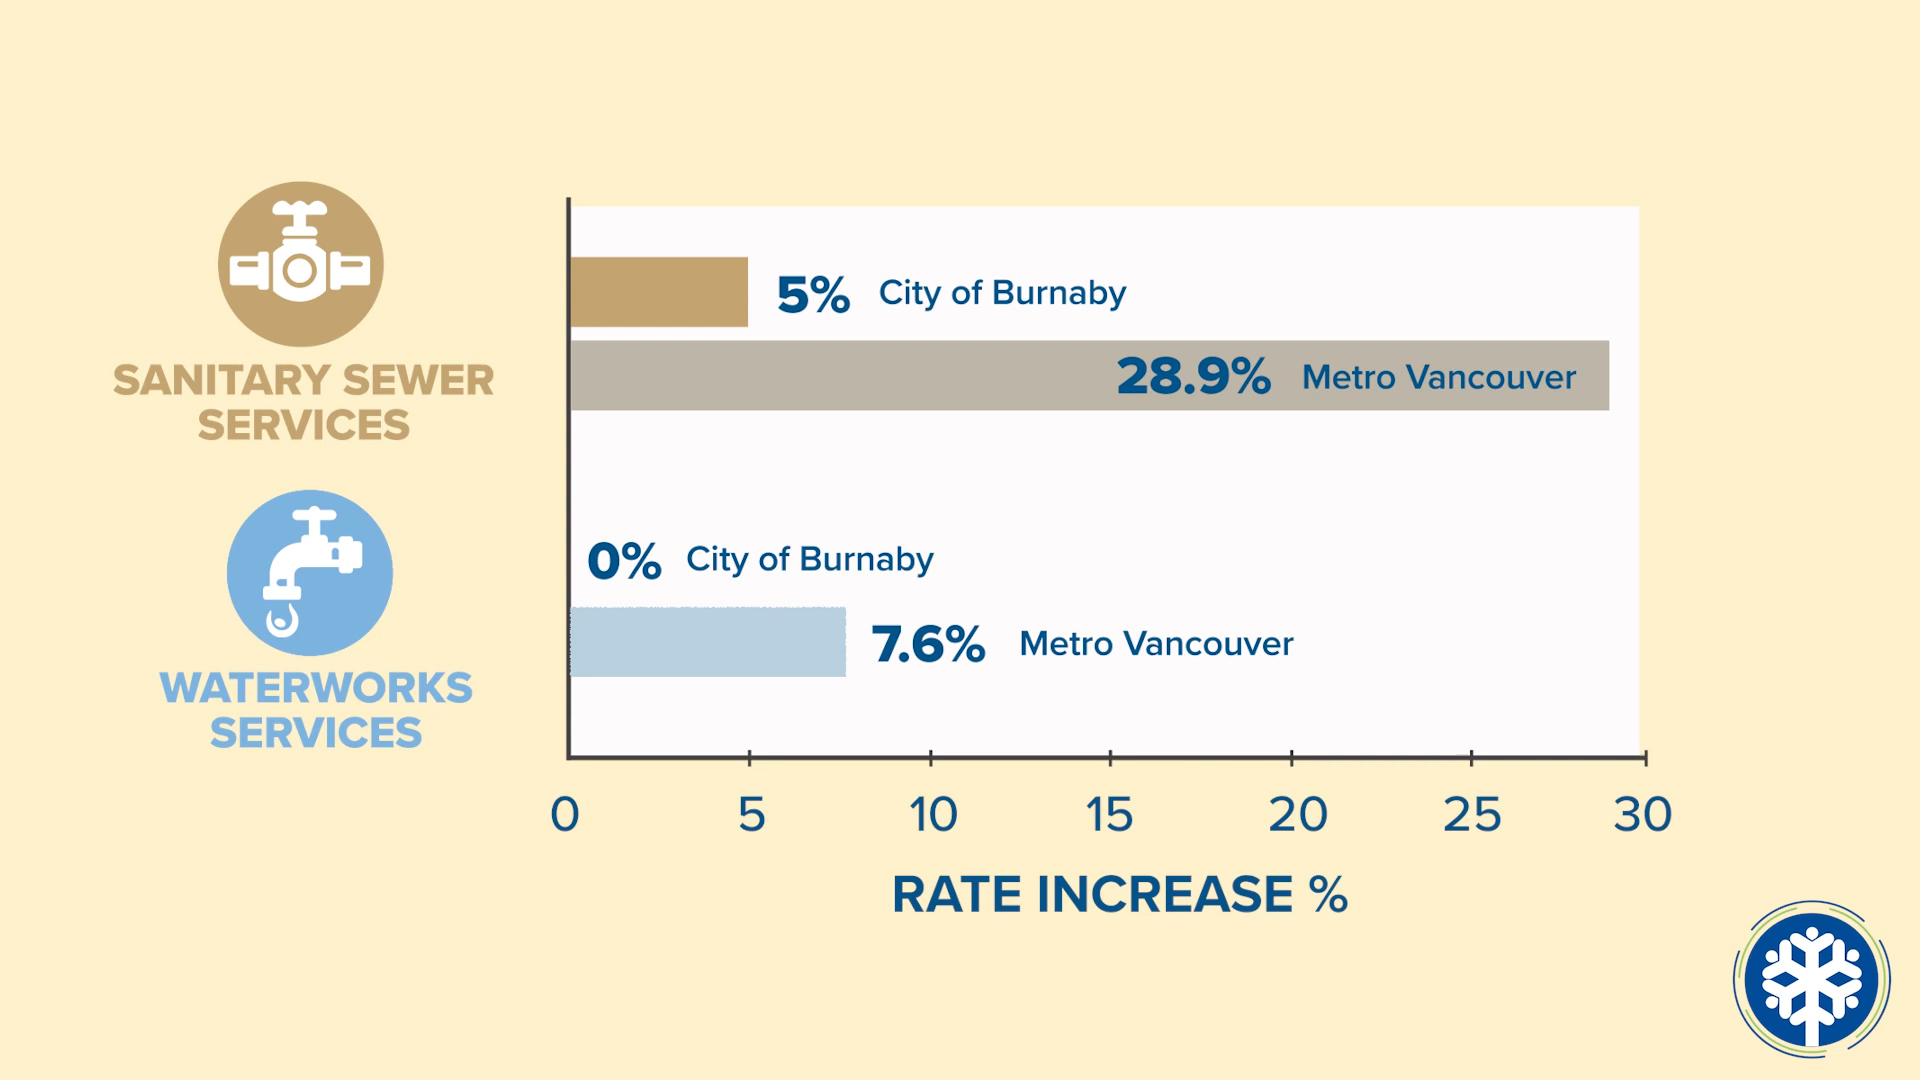 SANITARY SEWER
SERVICES
5% City of Burnaby
28.9% Metro Vancouver
WATERWORKS
SERVICES
0% City of Burnaby
7.6% Metro Vancouver
0 5 10 15 20 25 30
RATE INCREASE %